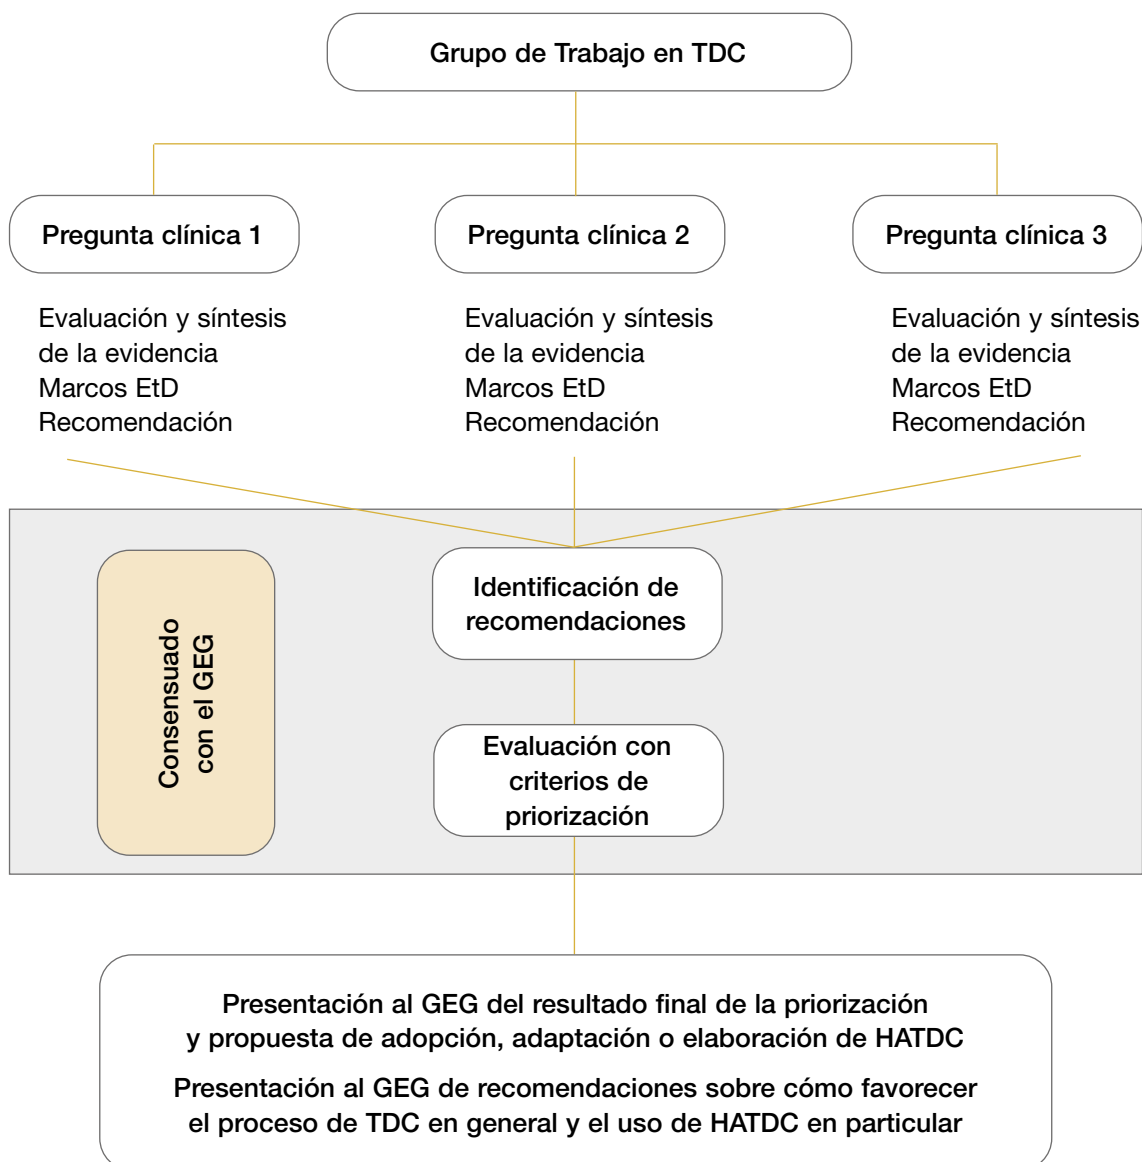 Grupo de Trabajo en TDC
Pregunta clínica 1
Evaluación y síntesis
de la evidencia
Marcos EtD
Recomendación
Pregunta clínica 2
Evaluación y síntesis
de la evidencia
Marcos EtD
Recomendación
Pregunta clínica 3
Evaluación y síntesis
de la evidencia
Marcos EtD
Recomendación
Consensuado
con el GEG
Identificación de
recomendaciones
Evaluación con
criterios de
priorización
Presentación al GEG del resultado final de la priorización
y propuesta de adopción, adaptación o elaboración de HATDC
Presentación al GEG de recomendaciones sobre cómo favorecer
el proceso de TDC en general y el uso de HATDC en particular